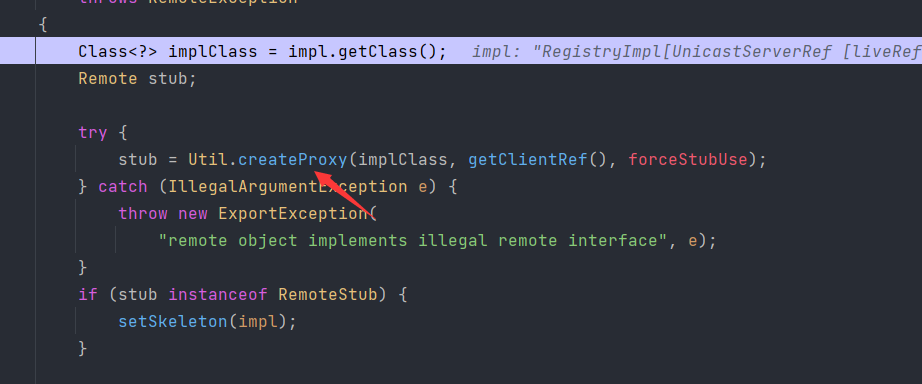 throws RemoteException
{
Class<?> implClass = impl.getClass(); impl: "RegistryImpl[UnicastServerRef [liveRef
Remote stub;
try {
stub = Util.createProxy(implClass, getClientRef(), forceStubUse);
} catch (IllegalArgumentException e) {
throw new ExportException(
"remote object implements illegal remote interface", e);
}
if (stub instanceof RemoteStub) {
setSkeleton(impl);
}